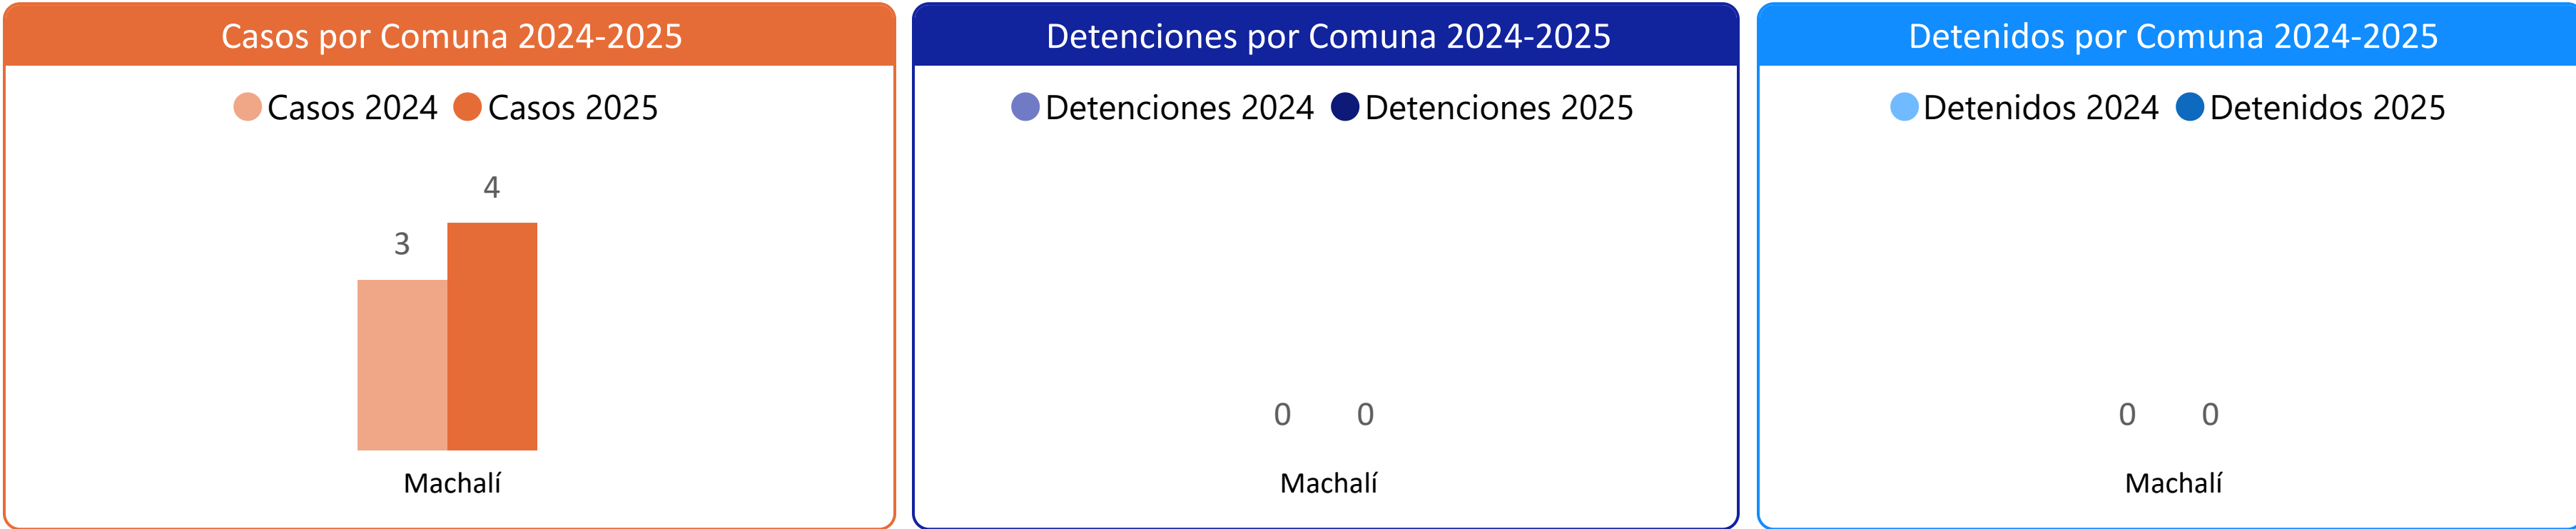 Casos por Comuna 2024-2025
Casos 2024 Casos 2025
3
4
Machalí
Detenciones por Comuna 2024-2025
Detenciones 2024 Detenciones 2025
0 0
Machalí
Detenidos por Comuna 2024-2025
Detenidos 2024 Detenidos 2025
0 0
Machalí